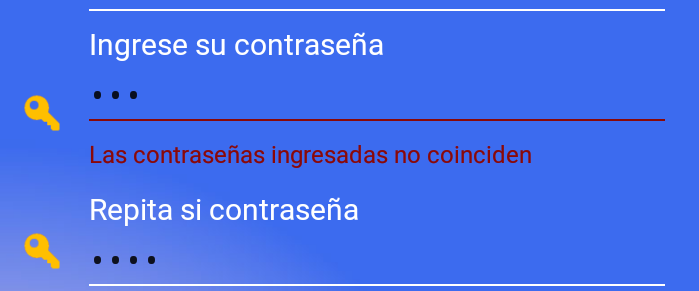 Ingrese su contraseña
Las contraseñas ingresadas no coinciden
Repita si contraseña